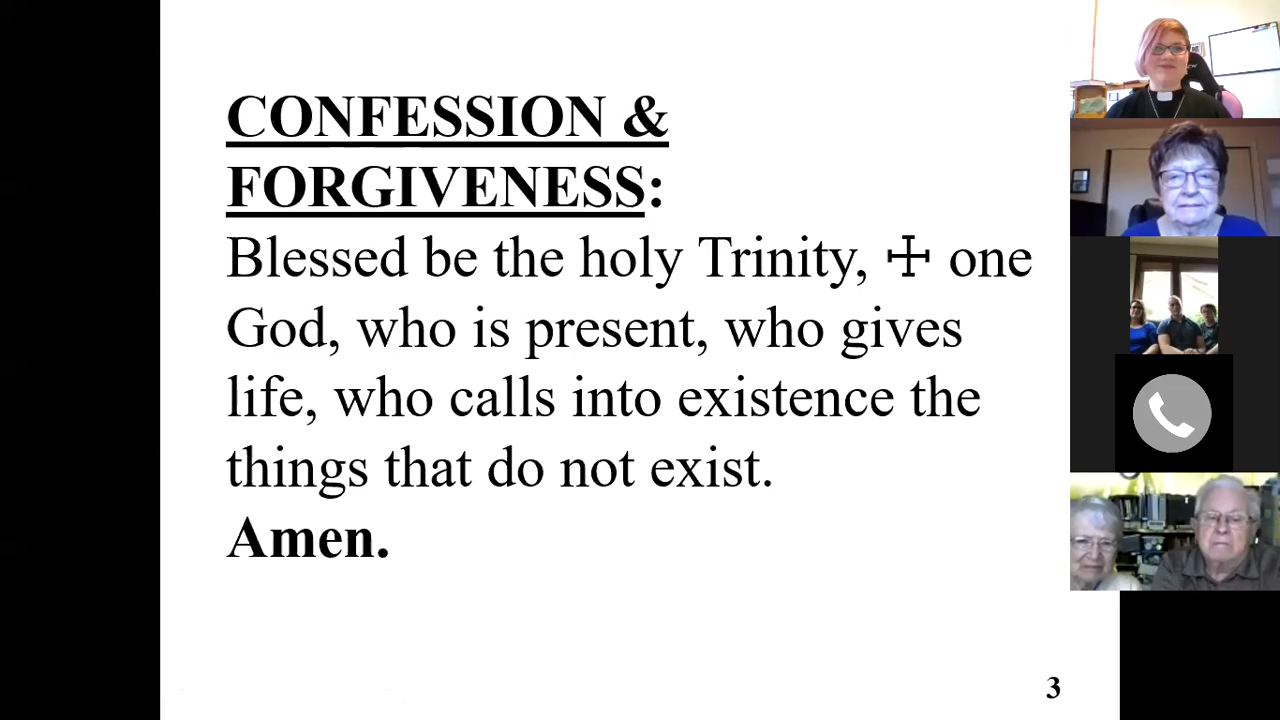 CONFESSION &
FORGIVENESS:
Blessed be the holy Trinity, ☩ one
God, who is present, who gives
life, who calls into existence the
things that do not exist.
Amen.
3